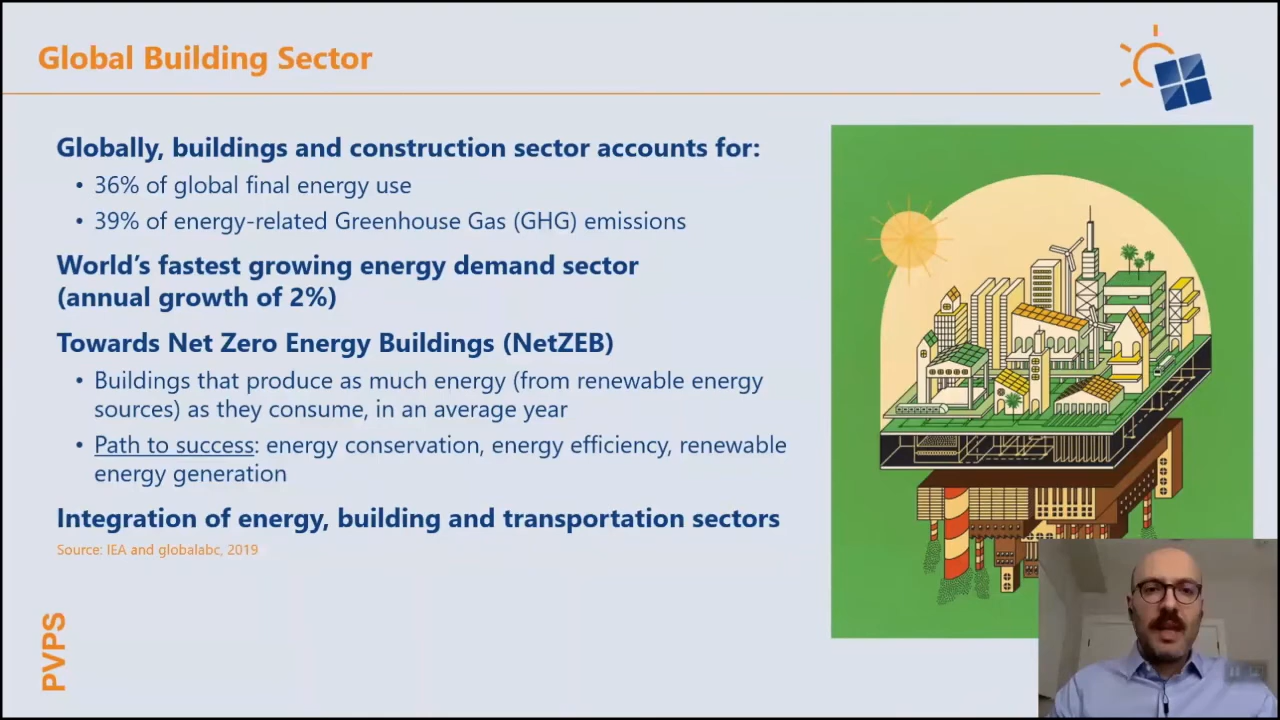 Global Building Sector
Globally, buildings and construction sector accounts for:
• 36% of global final energy use
• 39% of energy-related Greenhouse Gas (GHG) emissions
World's fastest growing energy demand sector
(annual growth of 2%)
Towards Net Zero Energy Buildings (NetZEB)
• Buildings that produce as much energy (from renewable energy
sources) as they consume, in an average year
• Path to success: energy conservation, energy efficiency, renewable
energy generation
Integration of energy, building and transportation sectors
Source: IEA and globalabc, 2019
PVPS